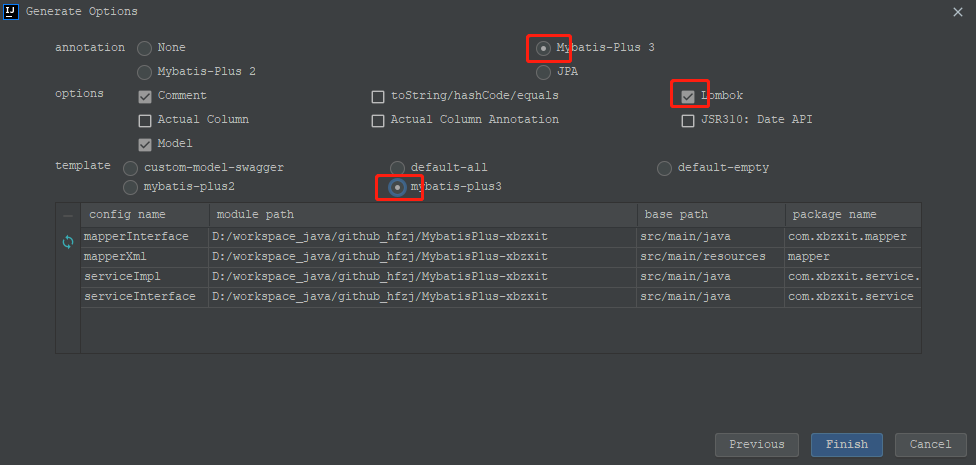 IJ Generate Options
annotation None Mybatis-Plus 3
Mybatis-Plus 2 JPA
options Comment toString/hashCode/equals Lombok
Actual Column Actual Column Annotation JSR310: Date API
Model
template custom-model-swagger default-all default-empty
mybatis-plus2 mybatis-plus3
config name module path base path package name
mapperInterface D:/workspace_java/github_hfzj/MybatisPlus-xbzxit src/main/java com.xbzxit.mapper
mapperXml D:/workspace_java/github_hfzj/MybatisPlus-xbzxit src/main/resources mapper
serviceImpl D:/workspace_java/github_hfzj/MybatisPlus-xbzxit src/main/java com.xbzxit.service.
serviceInterface D:/workspace_java/github_hfzj/MybatisPlus-xbzxit src/main/java com.xbzxit.service
Previous Finish Cancel